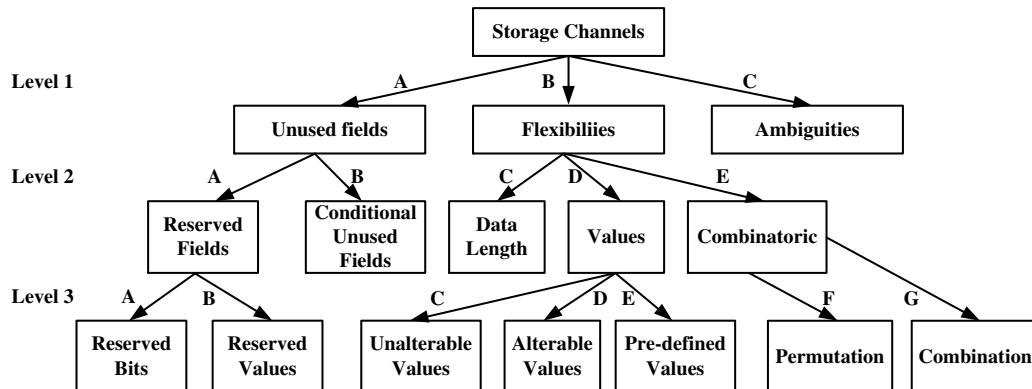 Storage Channels
Level 1
A
B
C
Unused fields
Flexibiliies
Ambiguities
Level 2
A
B
C
D
E
Reserved
Fields
Conditional
Unused
Fields
Data
Length
Values
Combinatoric
Level 3
A
B
C
D
E
F
G
Reserved
Bits
Reserved
Values
Unalterable
Values
Alterable
Values
Pre-defined
Values
Permutation
Combination